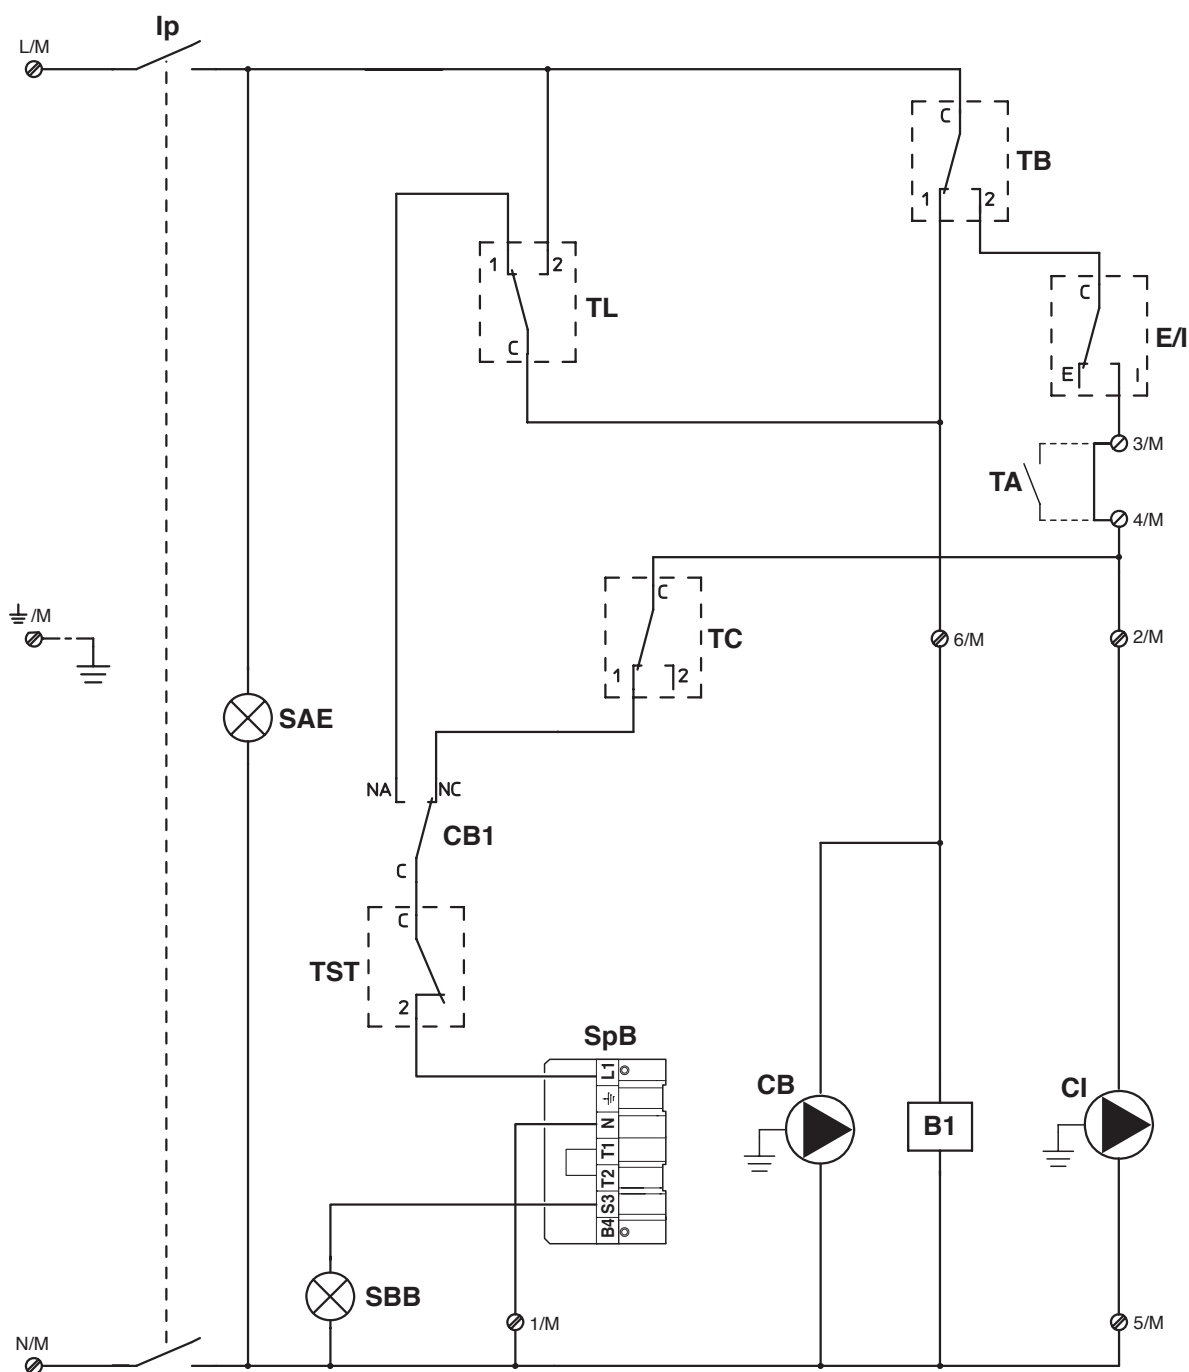 Ip
L/M
C
TB
1
2
1
2
TL
C
C
E/I
E
I
3/M
TA
4/M
C
TC
/M
6/M
2/M
1
2
SAE
NA
NC
CB1
C
C
TST
2
SpB
L1
N
T1
T2
S3
B4
CB
B1
CI
SBB
1/M
5/M
N/M